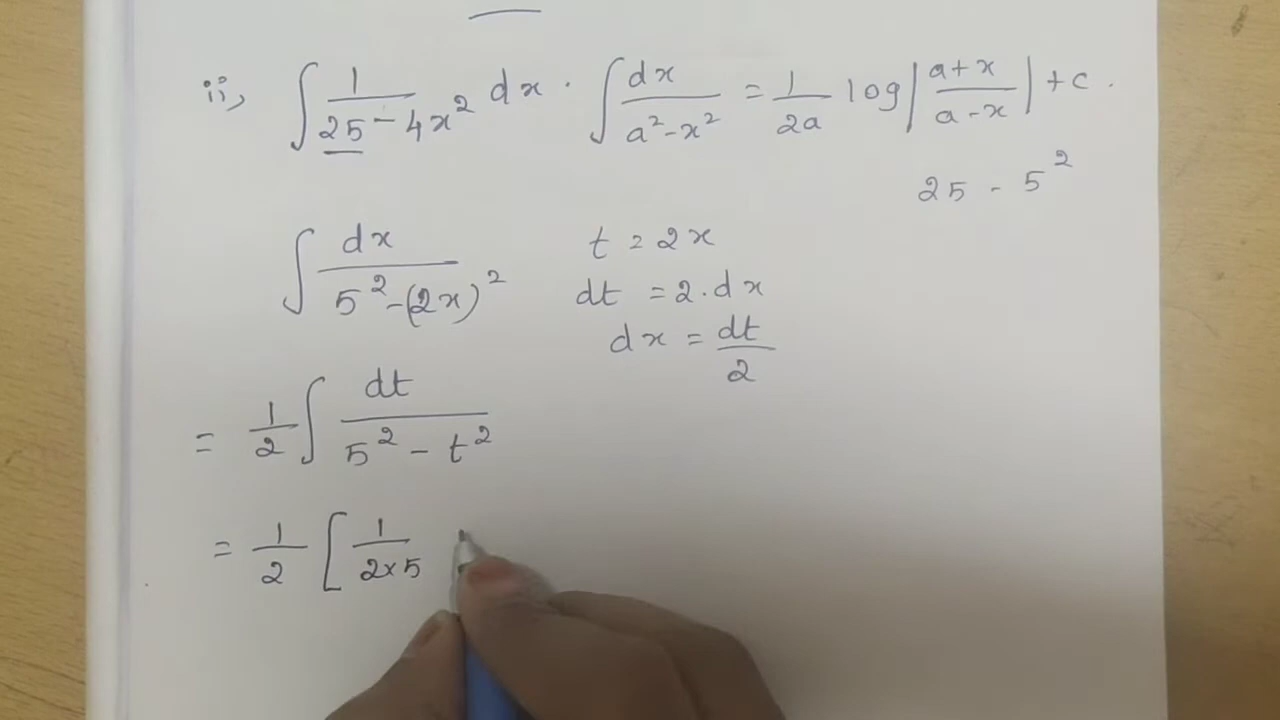 ii, ∫ 1/(25 - 4x²) dx . ∫ dx/(a² - x²) = 1/2a log |(a + x)/(a - x)| + c .
25 - 5²
∫ dx/(5² - (2x)²) t = 2x
dt = 2 . dx
dx = dt/2
= 1/2 ∫ dt/(5² - t²)
= 1/2 [ 1/(2×5)